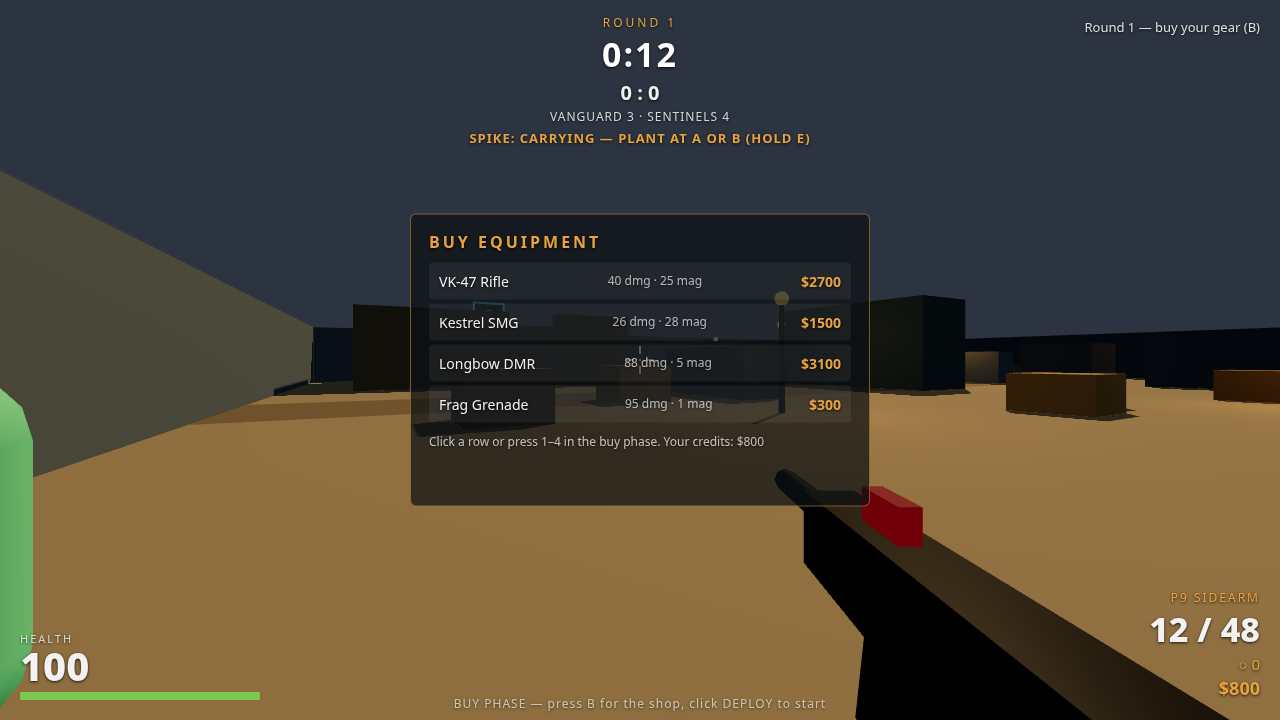 ROUND 1
0:12
0 : 0
VANGUARD 3 · SENTINELS 4
SPIKE: CARRYING — PLANT AT A OR B (HOLD E)
Round 1 — buy your gear (B)
BUY EQUIPMENT
VK-47 Rifle 40 dmg · 25 mag $2700
Kestrel SMG 26 dmg · 28 mag $1500
Longbow DMR 88 dmg · 5 mag $3100
Frag Grenade 95 dmg · 1 mag $300
Click a row or press 1–4 in the buy phase. Your credits: $800
P9 SIDEARM
12 / 48
○ 0
$800
HEALTH
100
BUY PHASE — press B for the shop, click DEPLOY to start